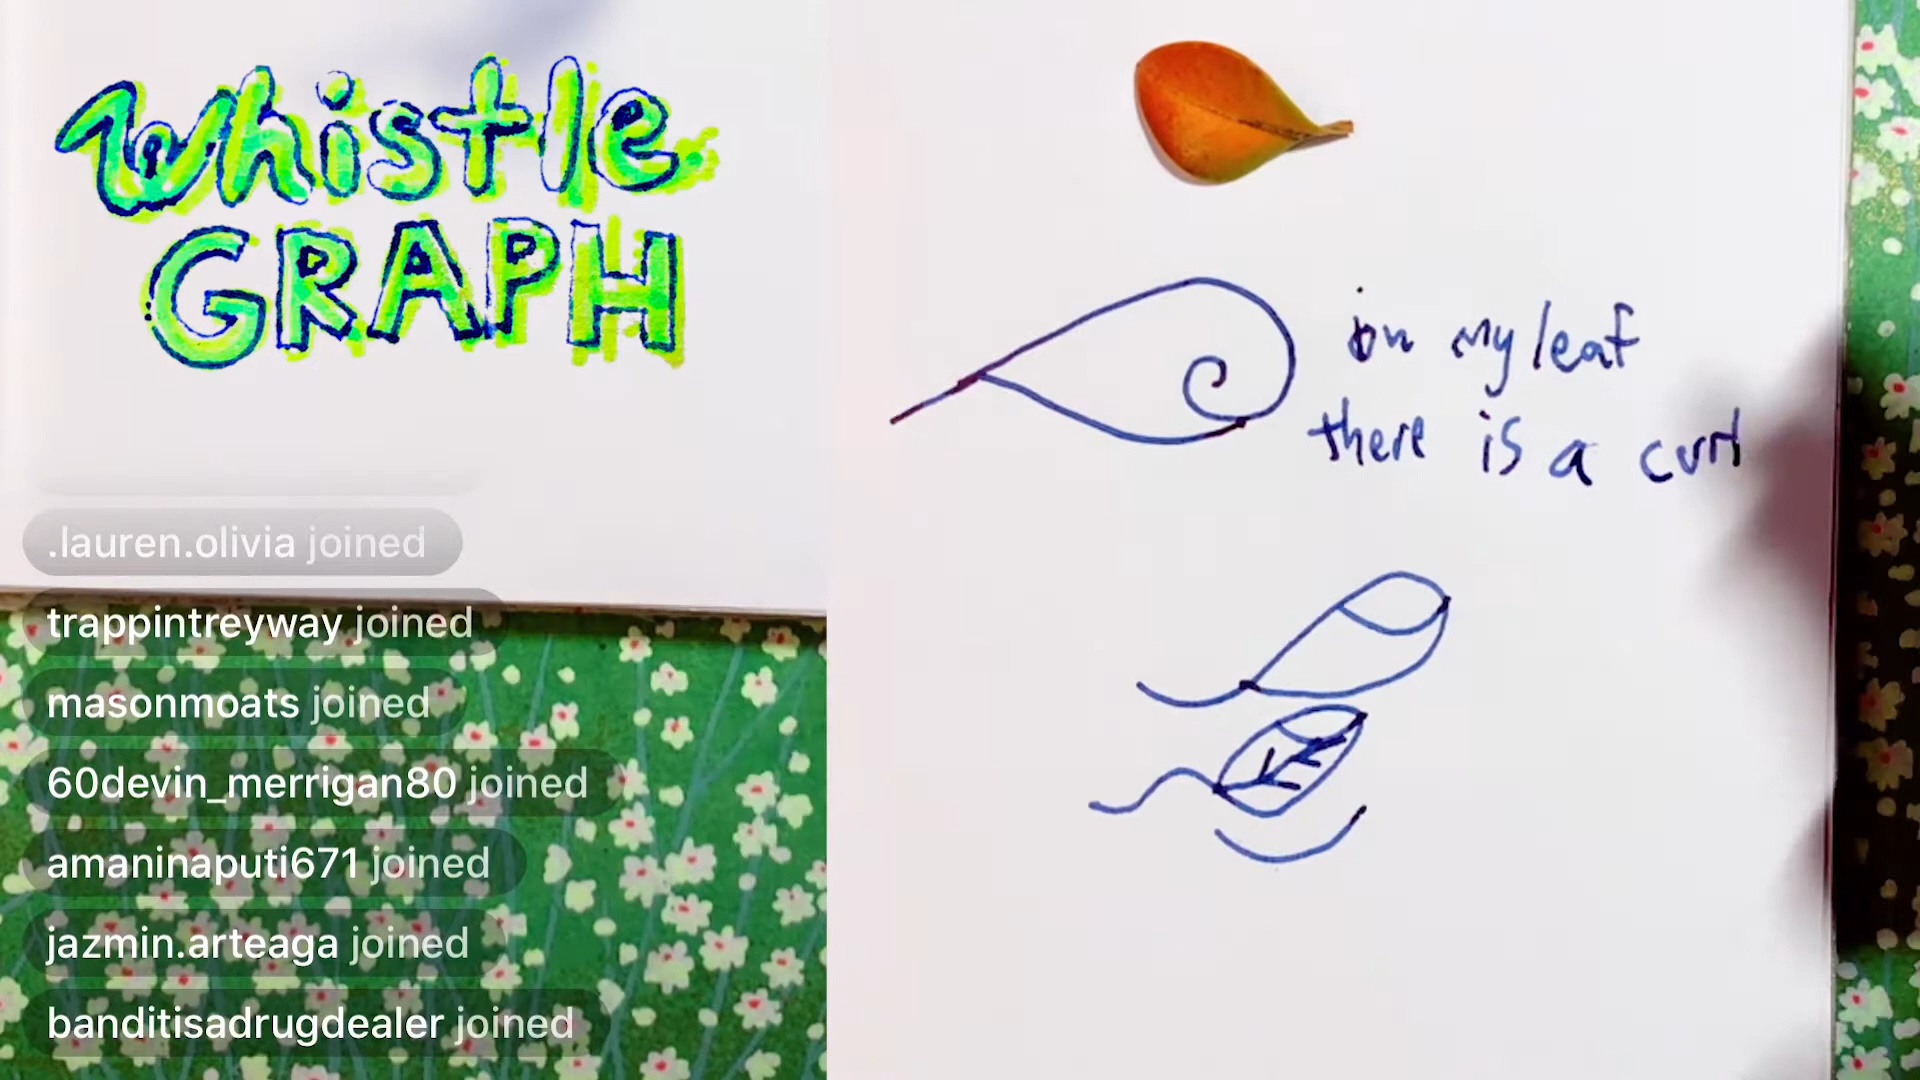 Whistle
GRAPH
.lauren.olivia joined
trappintreyway joined
masonmoats joined
60devin_merrigan80 joined
amaninaputi671 joined
jazmin.arteaga joined
banditisadrugdealer joined
on my leaf
there is a curl